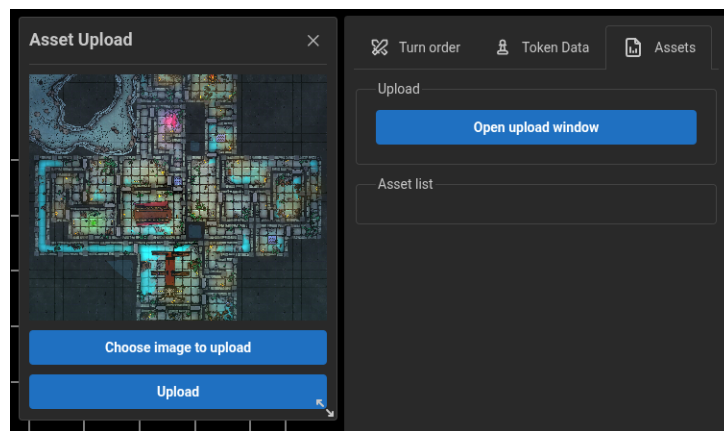 Asset Upload
Choose image to upload
Upload
Turn order
Token Data
Assets
Upload
Open upload window
Asset list